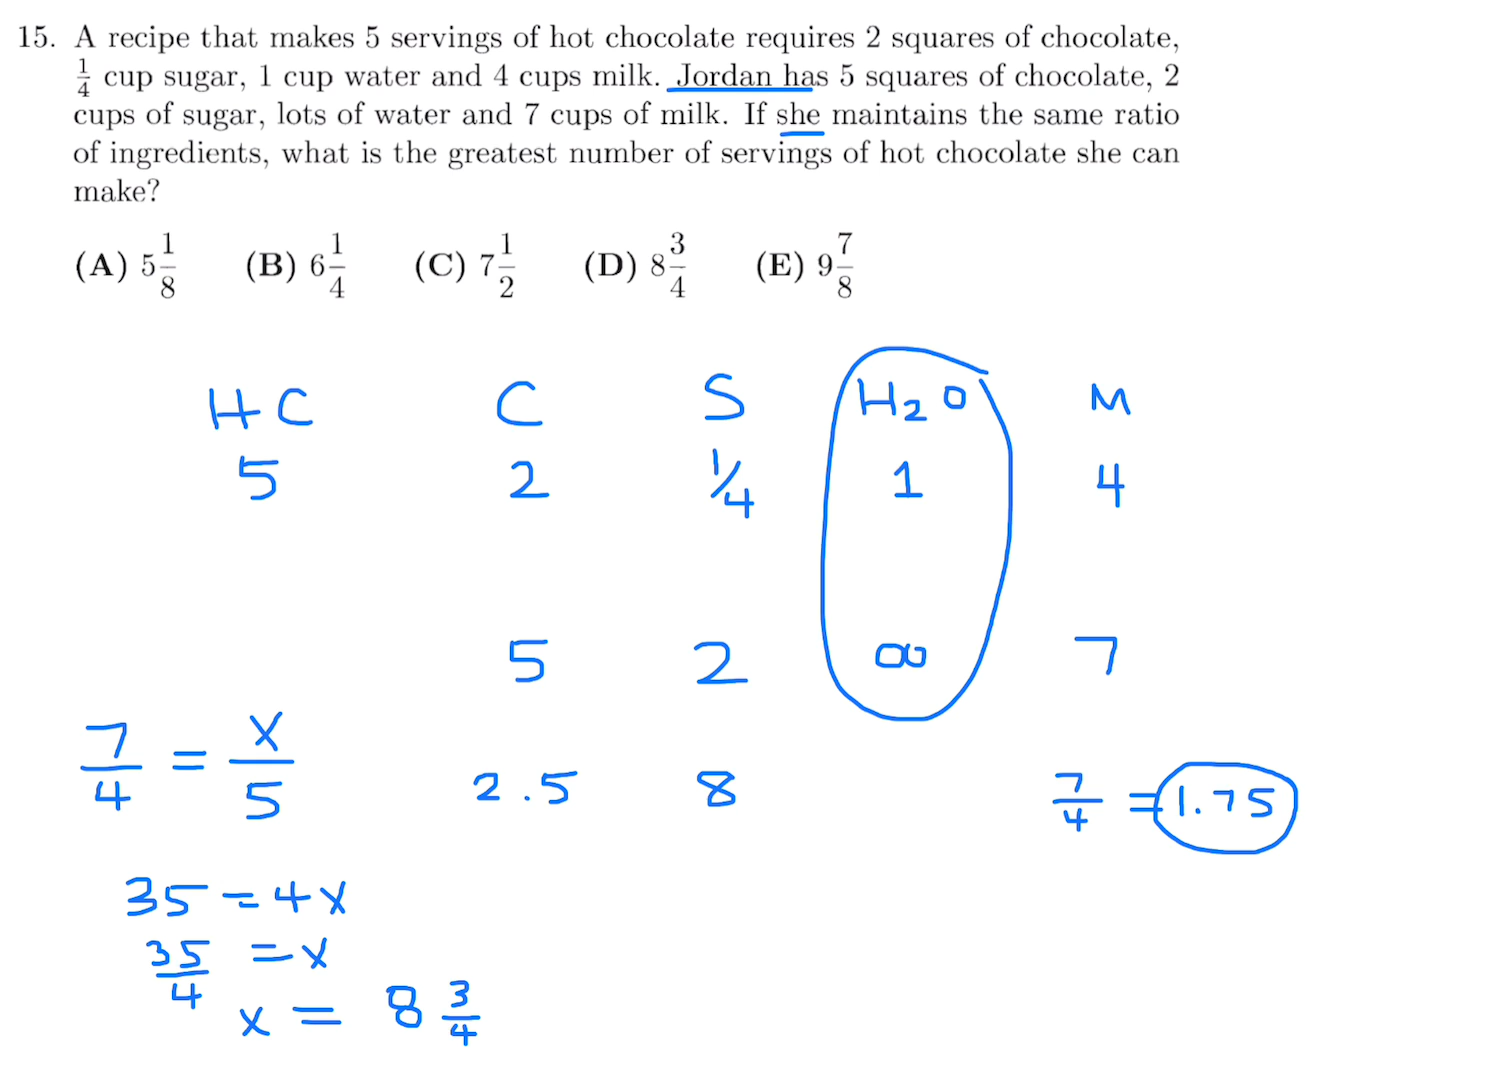 15. A recipe that makes 5 servings of hot chocolate requires 2 squares of chocolate,
1/4 cup sugar, 1 cup water and 4 cups milk. Jordan has 5 squares of chocolate, 2
cups of sugar, lots of water and 7 cups of milk. If she maintains the same ratio
of ingredients, what is the greatest number of servings of hot chocolate she can
make?
(A) 5 1/8 (B) 6 1/4 (C) 7 1/2 (D) 8 3/4 (E) 9 7/8
HC C S H2O M
5 2 1/4 1 4
5 2 ∞ 7
7/4 = x/5 2.5 8 7/4 = 1.75
35 = 4x
35/4 = x
x = 8 3/4